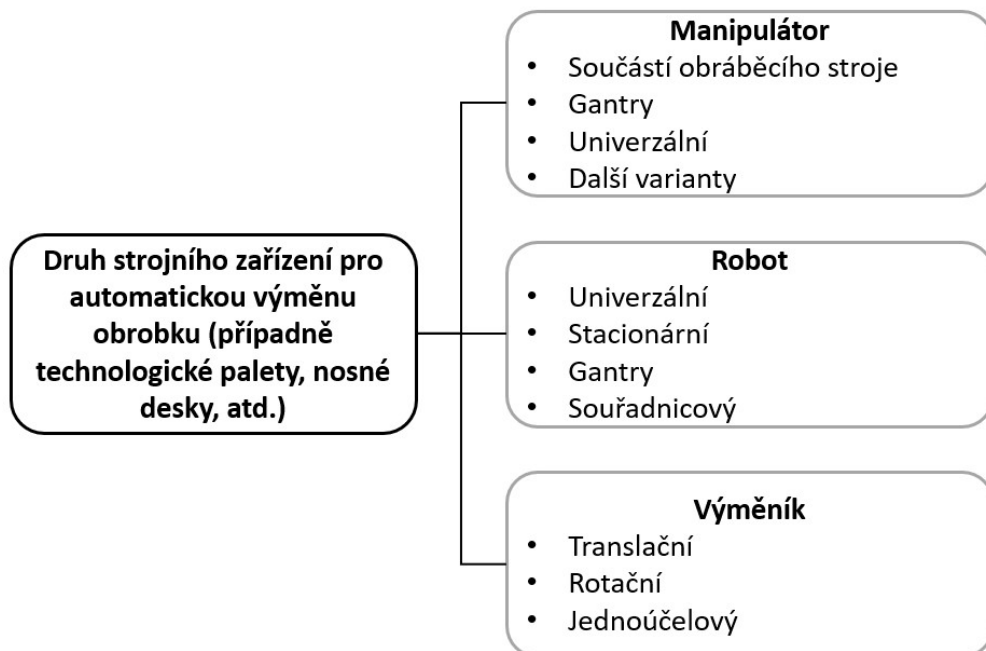 Druh strojního zařízení pro
automatickou výměnu
obrobku (případně
technologické palety, nosné
desky, atd.)
Manipulátor
• Součástí obráběcího stroje
• Gantry
• Univerzální
• Další varianty
Robot
• Univerzální
• Stacionární
• Gantry
• Souřadnicový
Výměník
• Translační
• Rotační
• Jednoúčelový